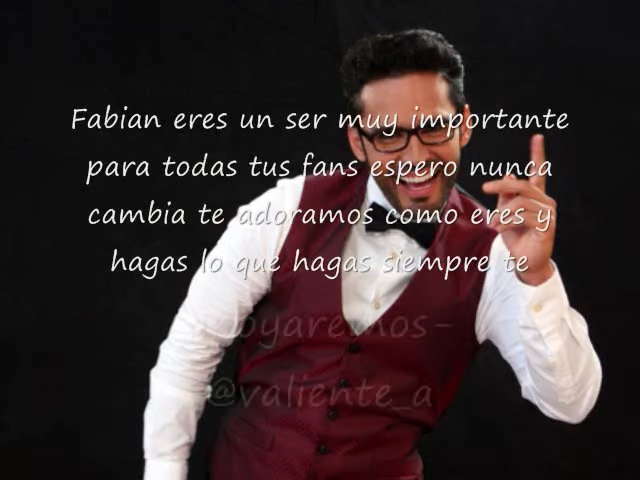 Fabian eres un ser muy importante
para todas tus fans espero nunca
cambia te adoramos como eres y
hagas lo que hagas siempre te
apoyaremos-
@valiente_a